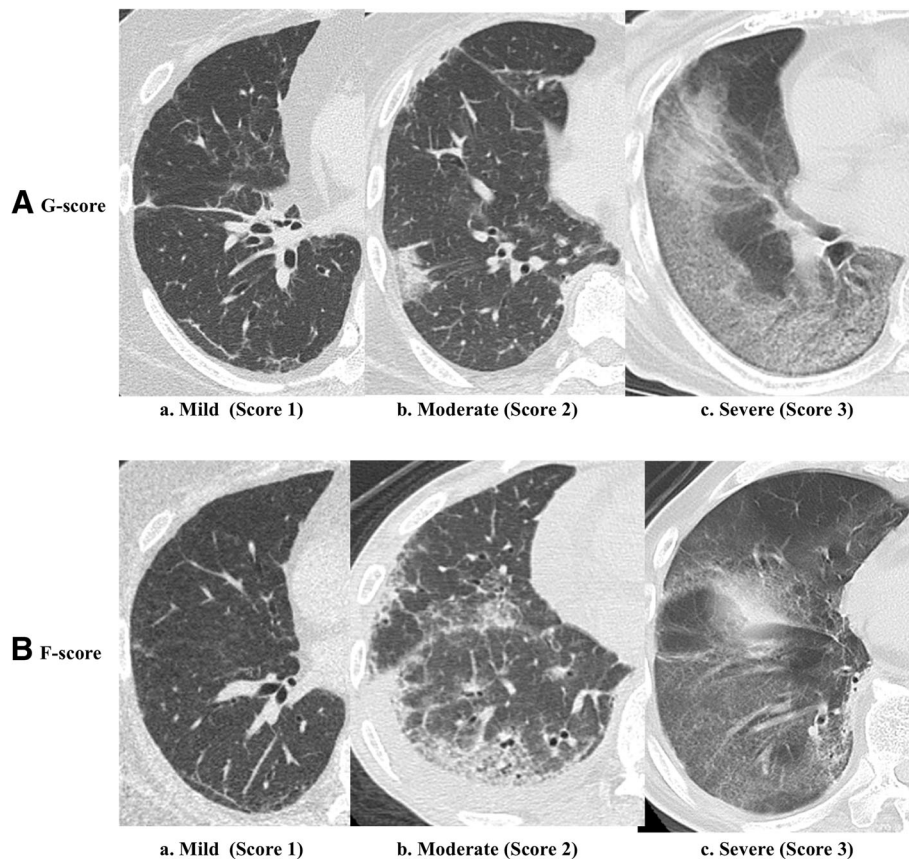 A G-score
a. Mild (Score 1)
b. Moderate (Score 2)
c. Severe (Score 3)
B F-score
a. Mild (Score 1)
b. Moderate (Score 2)
c. Severe (Score 3)